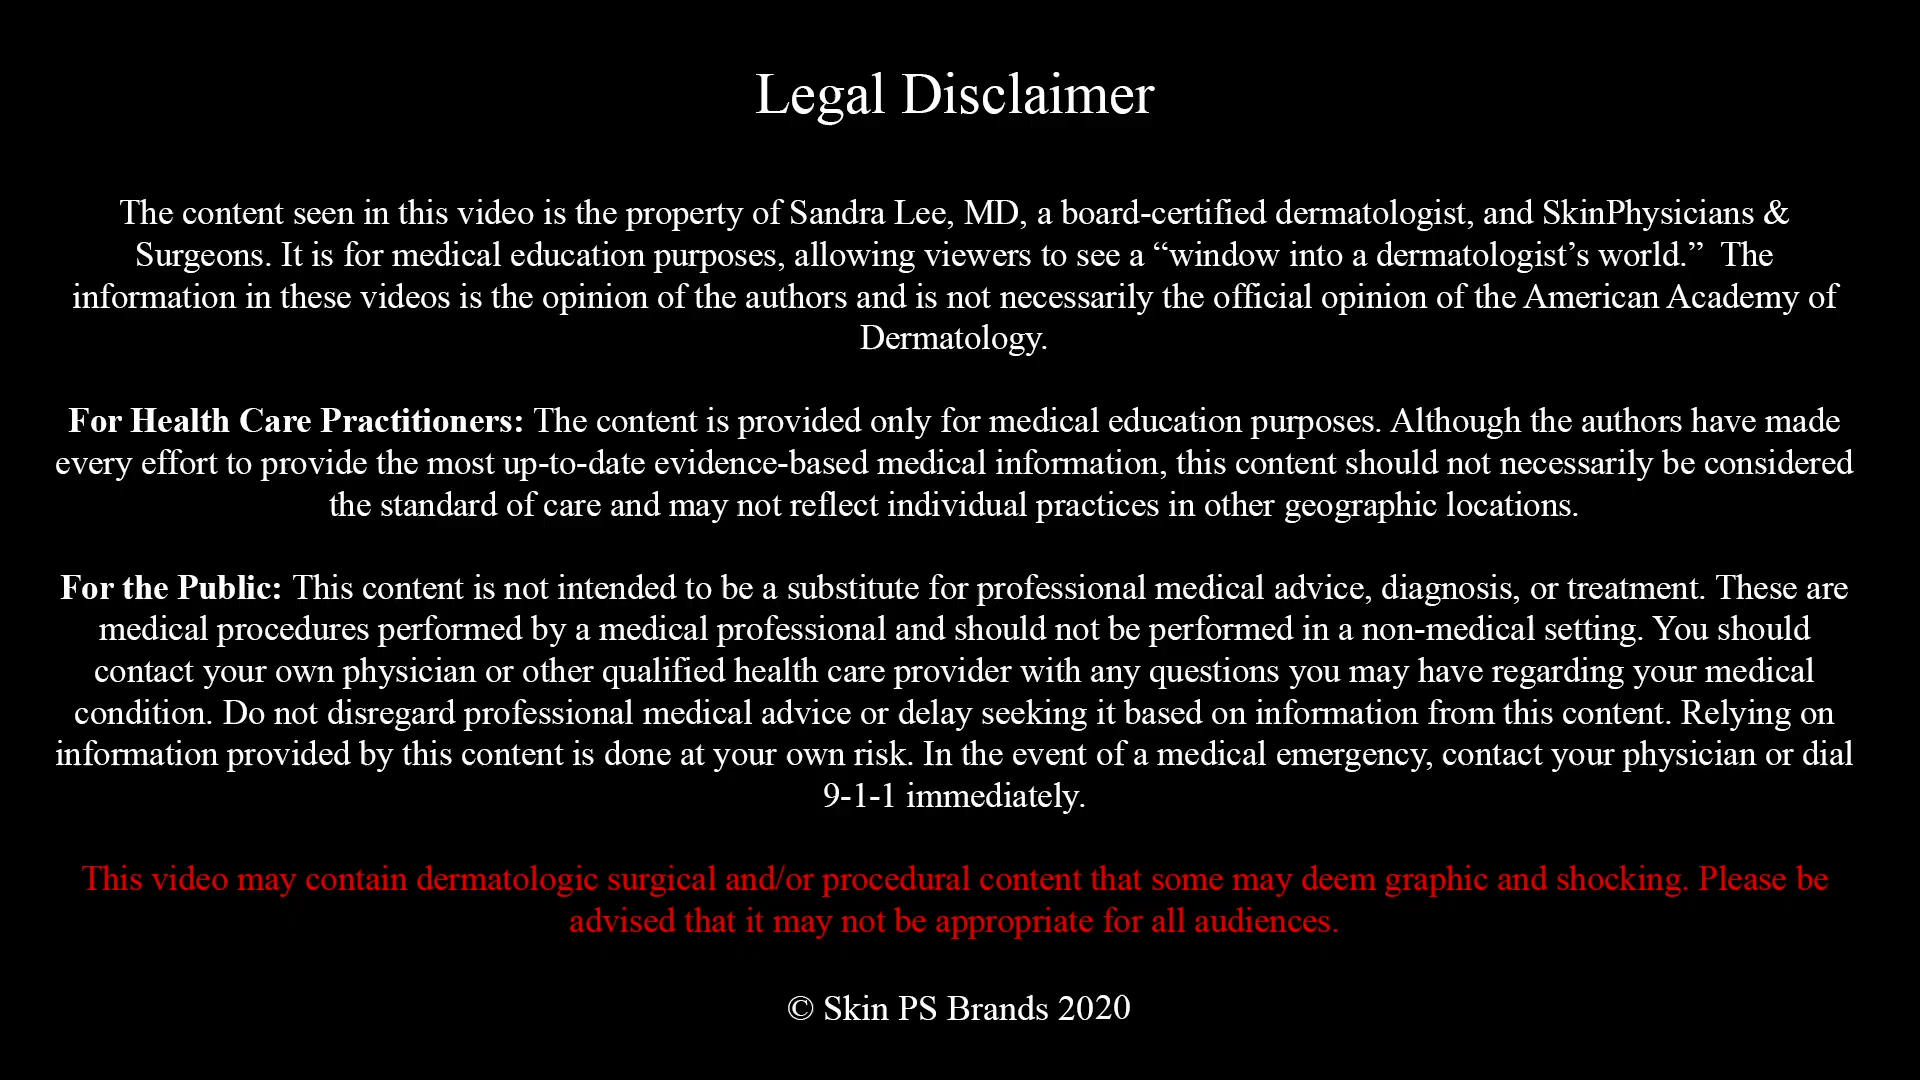 Legal Disclaimer
The content seen in this video is the property of Sandra Lee, MD, a board-certified dermatologist, and SkinPhysicians &
Surgeons. It is for medical education purposes, allowing viewers to see a “window into a dermatologist’s world.”  The
information in these videos is the opinion of the authors and is not necessarily the official opinion of the American Academy of
Dermatology.
For Health Care Practitioners: The content is provided only for medical education purposes. Although the authors have made
every effort to provide the most up-to-date evidence-based medical information, this content should not necessarily be considered
the standard of care and may not reflect individual practices in other geographic locations.
For the Public: This content is not intended to be a substitute for professional medical advice, diagnosis, or treatment. These are
medical procedures performed by a medical professional and should not be performed in a non-medical setting. You should
contact your own physician or other qualified health care provider with any questions you may have regarding your medical
condition. Do not disregard professional medical advice or delay seeking it based on information from this content. Relying on
information provided by this content is done at your own risk. In the event of a medical emergency, contact your physician or dial
9-1-1 immediately.
This video may contain dermatologic surgical and/or procedural content that some may deem graphic and shocking. Please be
advised that it may not be appropriate for all audiences.
© Skin PS Brands 2020